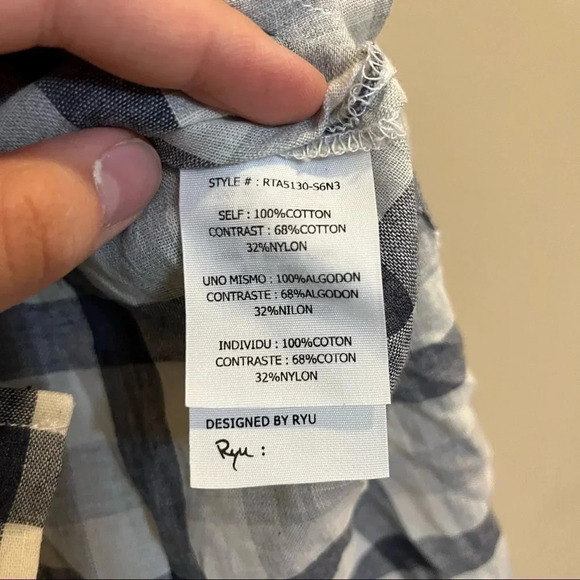 STYLE # : RTA5130-S6N3
SELF : 100%COTTON
CONTRAST : 68%COTTON
32%NYLON
UNO MISMO : 100%ALGODON
CONTRASTE : 68%ALGODON
32%NILON
INDIVIDU : 100%COTON
CONTRASTE : 68%COTON
32%NYLON
DESIGNED BY RYU
Ryu :